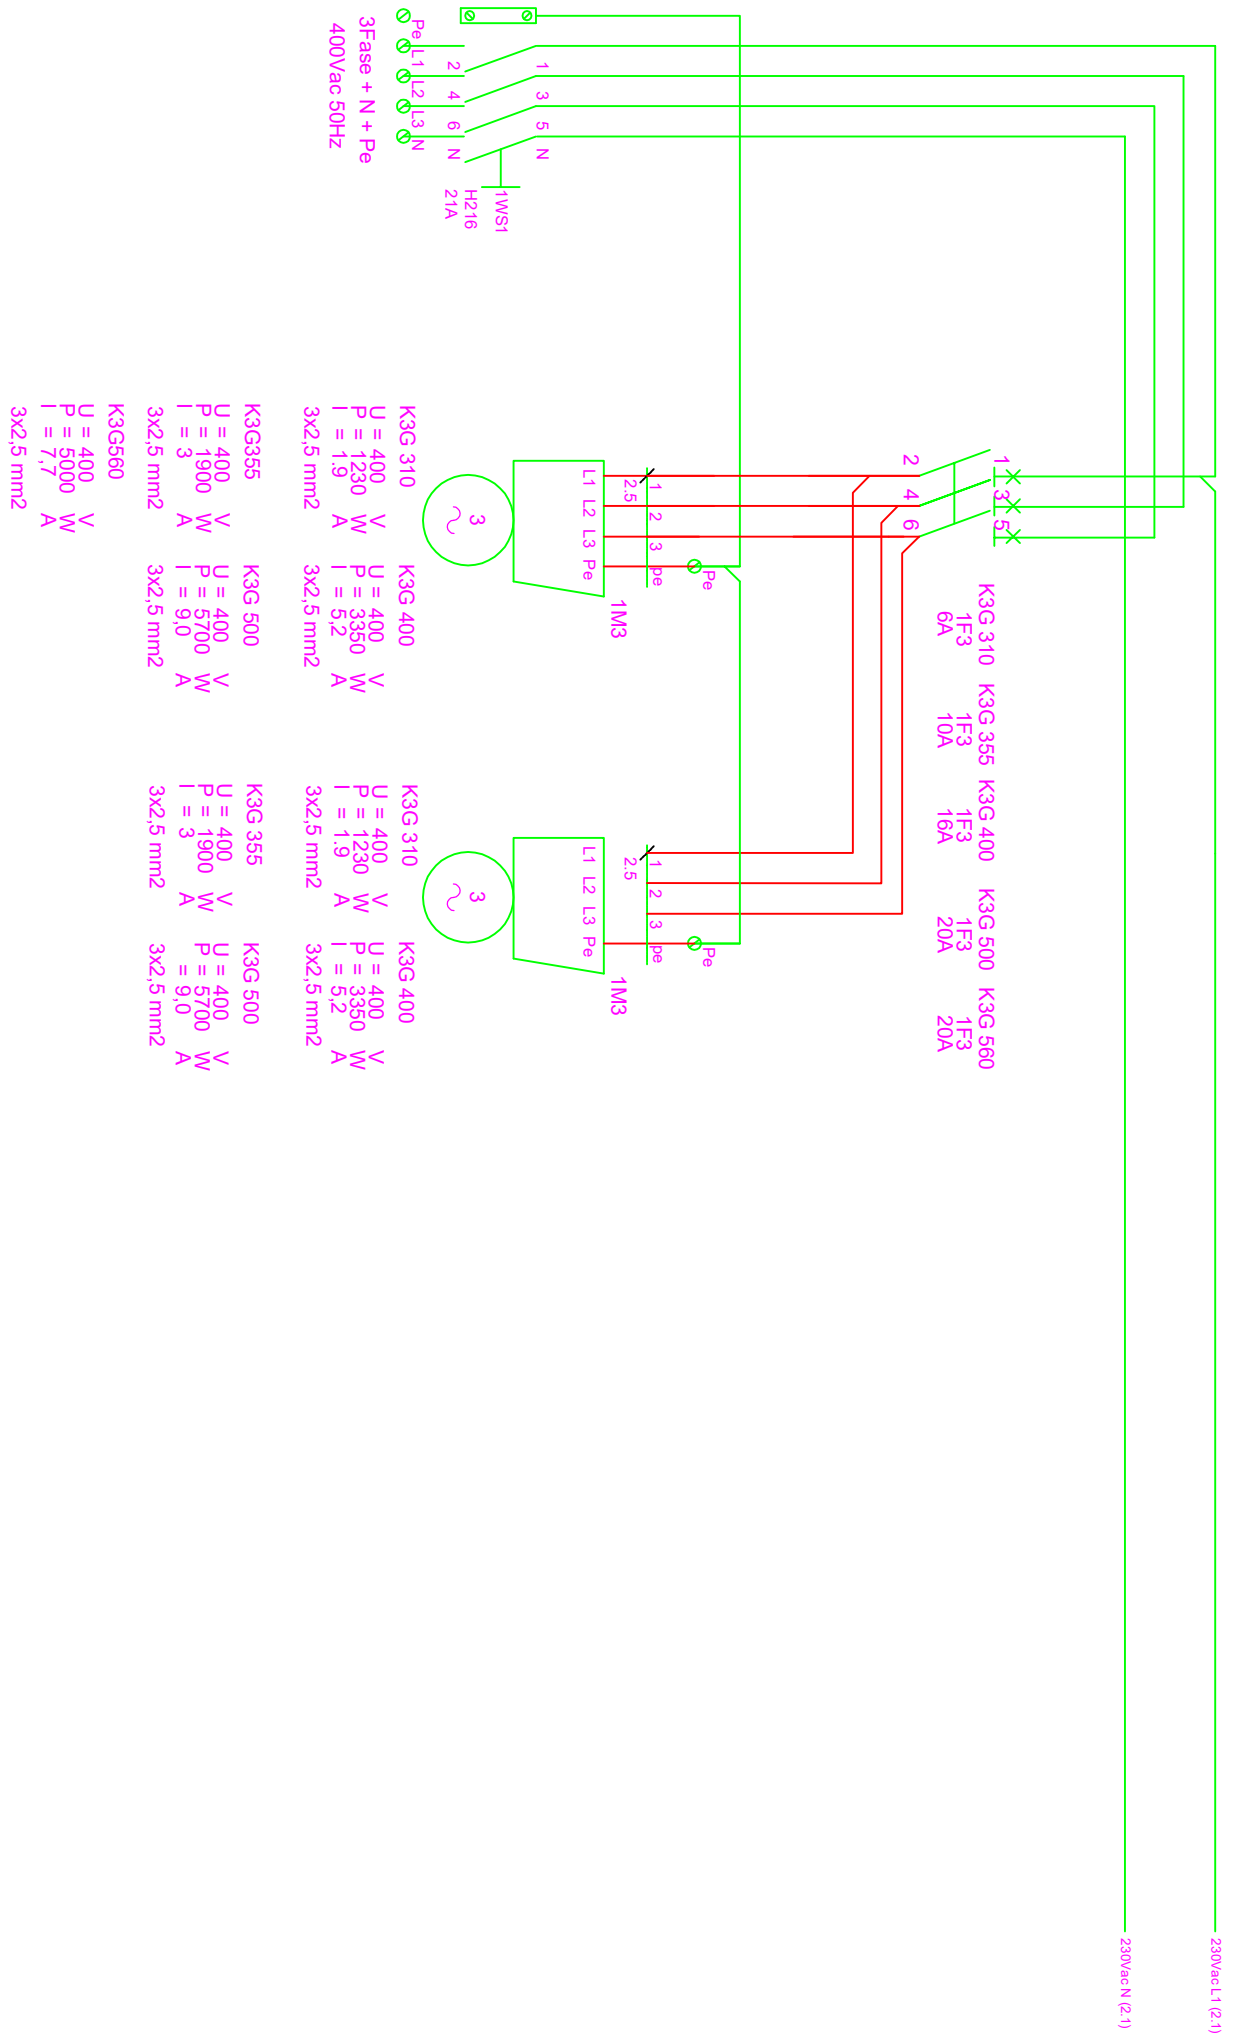 230Vac L1 (2.1)
230Vac N (2.1)
1
3
5
2
4
6
K3G 310
1F3
6A
K3G 355
1F3
10A
K3G 400
1F3
16A
K3G 500
1F3
20A
K3G 560
1F3
20A
Pe
Pe
1 2 3 pe
2.5
1 2 3 pe
2.5
1M3
1M3
L1 L2 L3 Pe
L1 L2 L3 Pe
3
3
1 3 5 N
2 4 6 N
1WS1
H216
21A
Pe L1 L2 L3 N
3Fase + N + Pe
400Vac 50Hz
K3G 310
U = 400 V
P = 1230 W
I = 1.9 A
3x2,5 mm2
K3G 400
U = 400 V
P = 3350 W
I = 5,2 A
3x2,5 mm2
K3G 310
U = 400 V
P = 1230 W
I = 1.9 A
3x2,5 mm2
K3G 400
U = 400 V
P = 3350 W
I = 5,2 A
3x2,5 mm2
K3G355
U = 400 V
P = 1900 W
I = 3 A
3x2,5 mm2
K3G 500
U = 400 V
P = 5700 W
I = 9,0 A
3x2,5 mm2
K3G 355
U = 400 V
P = 1900 W
I = 3 A
3x2,5 mm2
K3G 500
U = 400 V
P = 5700 W
I = 9,0 A
3x2,5 mm2
K3G560
U = 400 V
P = 5000 W
I = 7,7 A
3x2,5 mm2